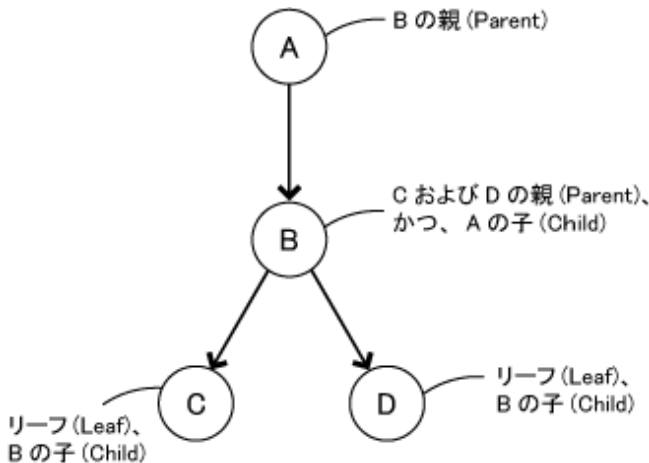 A
B の親 (Parent)
B
C および D の親 (Parent)、
かつ、 A の子 (Child)
C
リーフ (Leaf)、
B の子 (Child)
D
リーフ (Leaf)、
B の子 (Child)